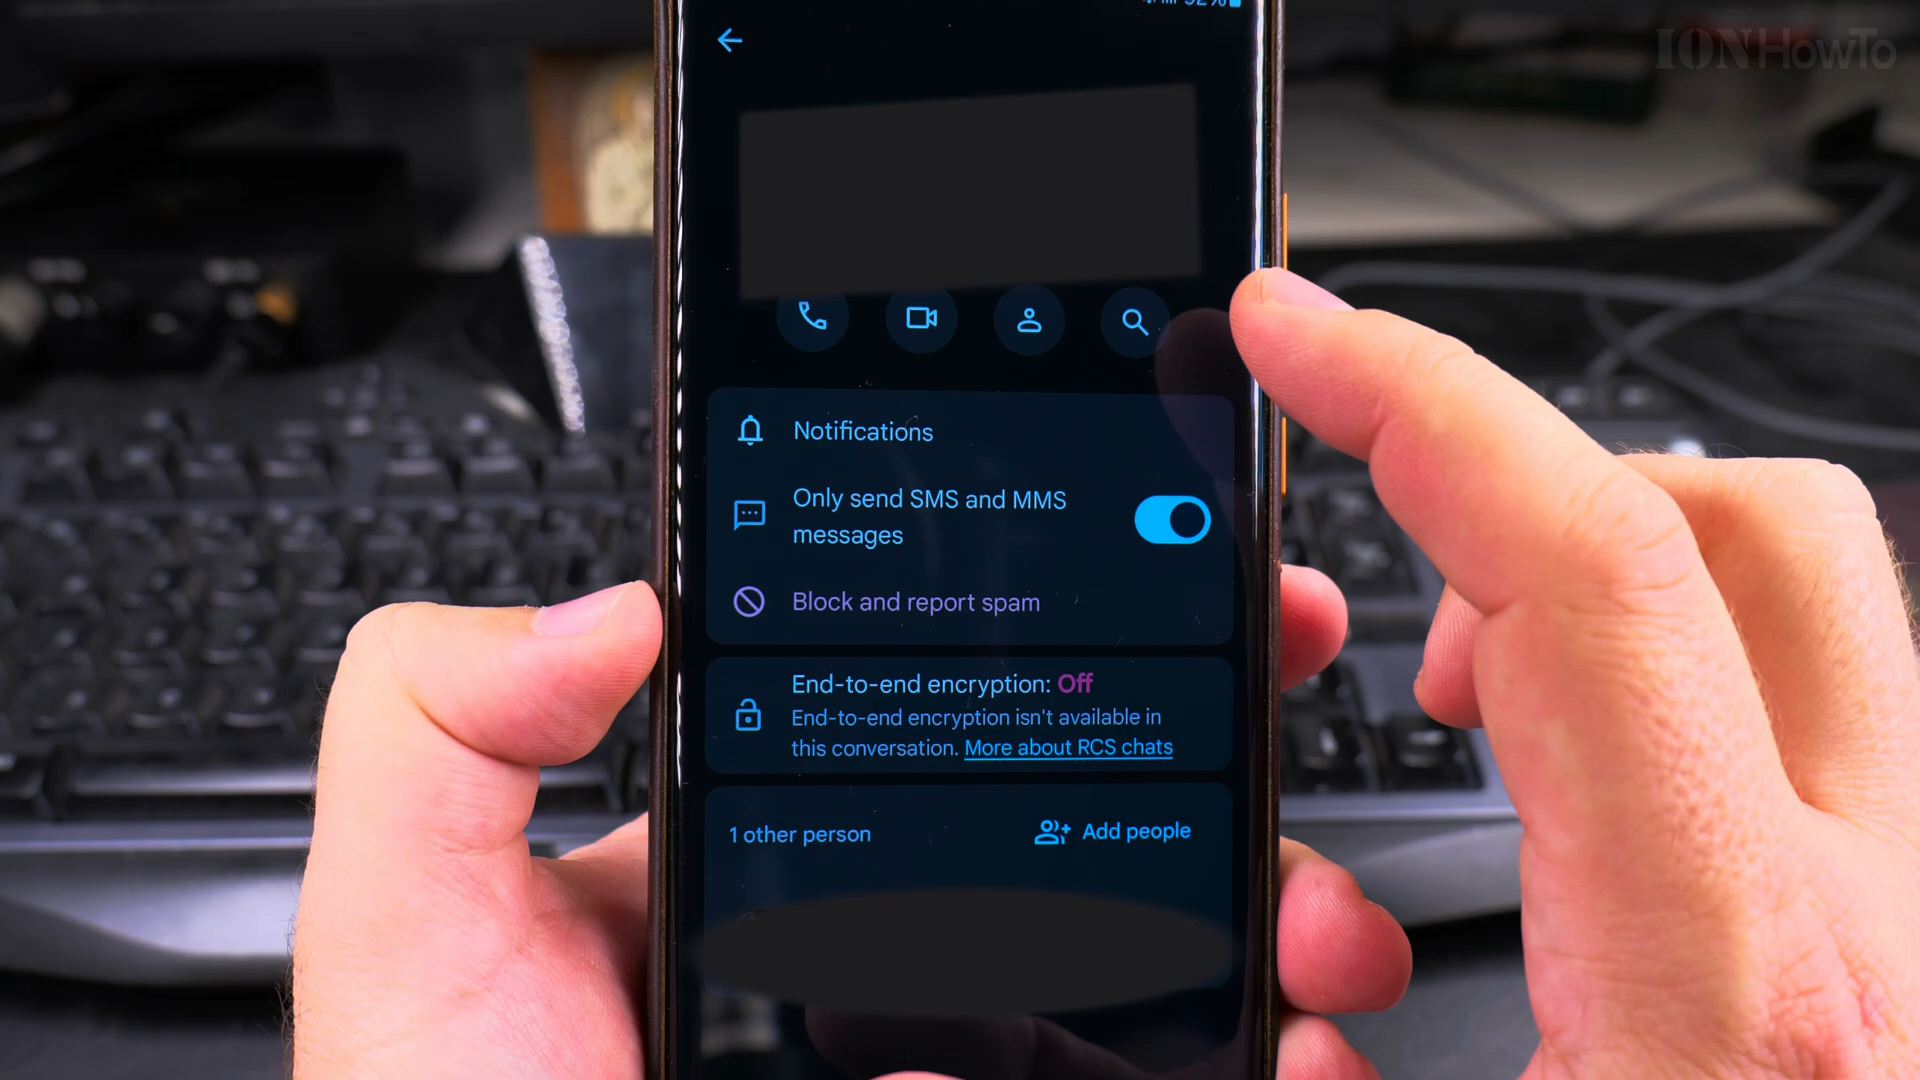 92%
IONHowTo
Notifications
Only send SMS and MMS
messages
Block and report spam
End-to-end encryption: Off
End-to-end encryption isn't available in
this conversation. More about RCS chats
1 other person
Add people